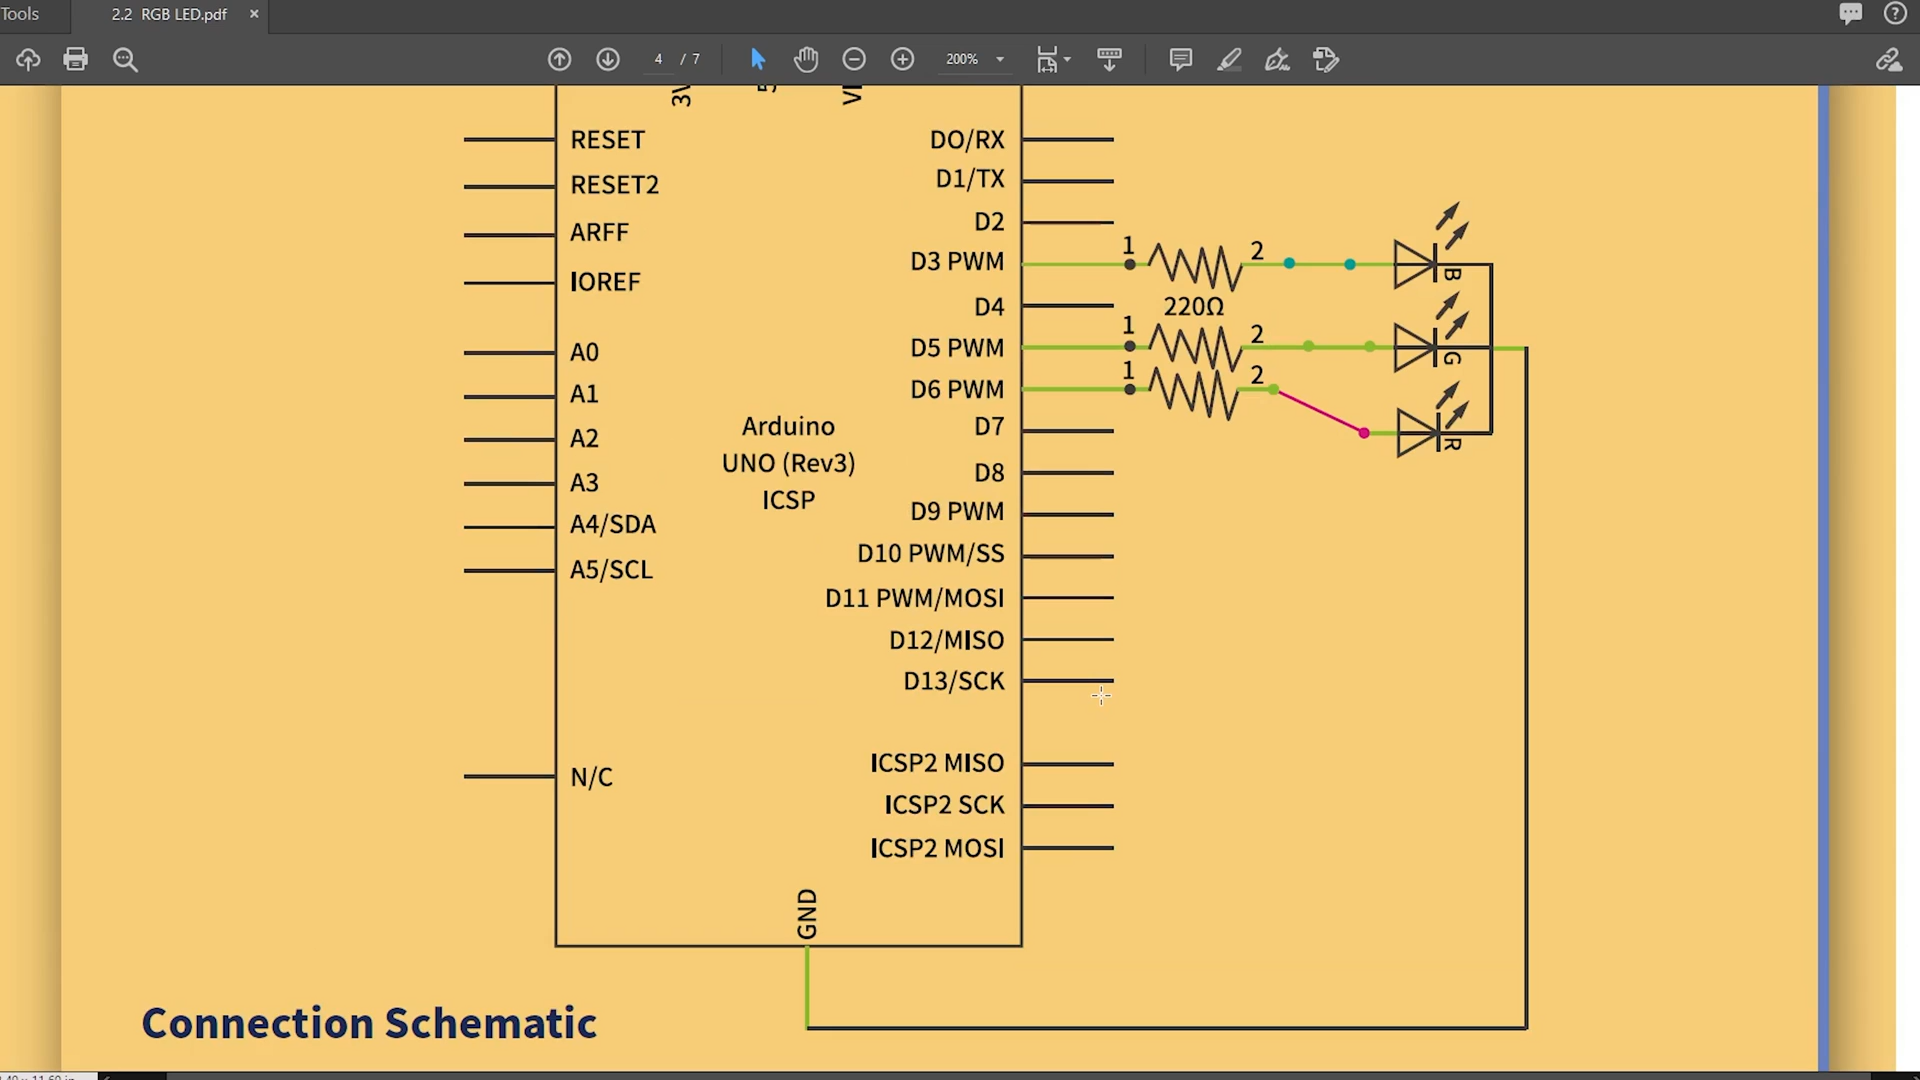 Tools
2.2 RGB LED.pdf ×
4 / 7
200%
RESET
RESET2
ARFF
IOREF
A0
A1
A2
A3
A4/SDA
A5/SCL
N/C
Arduino
UNO (Rev3)
ICSP
DO/RX
D1/TX
D2
D3 PWM
D4
D5 PWM
D6 PWM
D7
D8
D9 PWM
D10 PWM/SS
D11 PWM/MOSI
D12/MISO
D13/SCK
ICSP2 MISO
ICSP2 SCK
ICSP2 MOSI
GND
1 2
220Ω
1 2
1 2
B
G
R
Connection Schematic